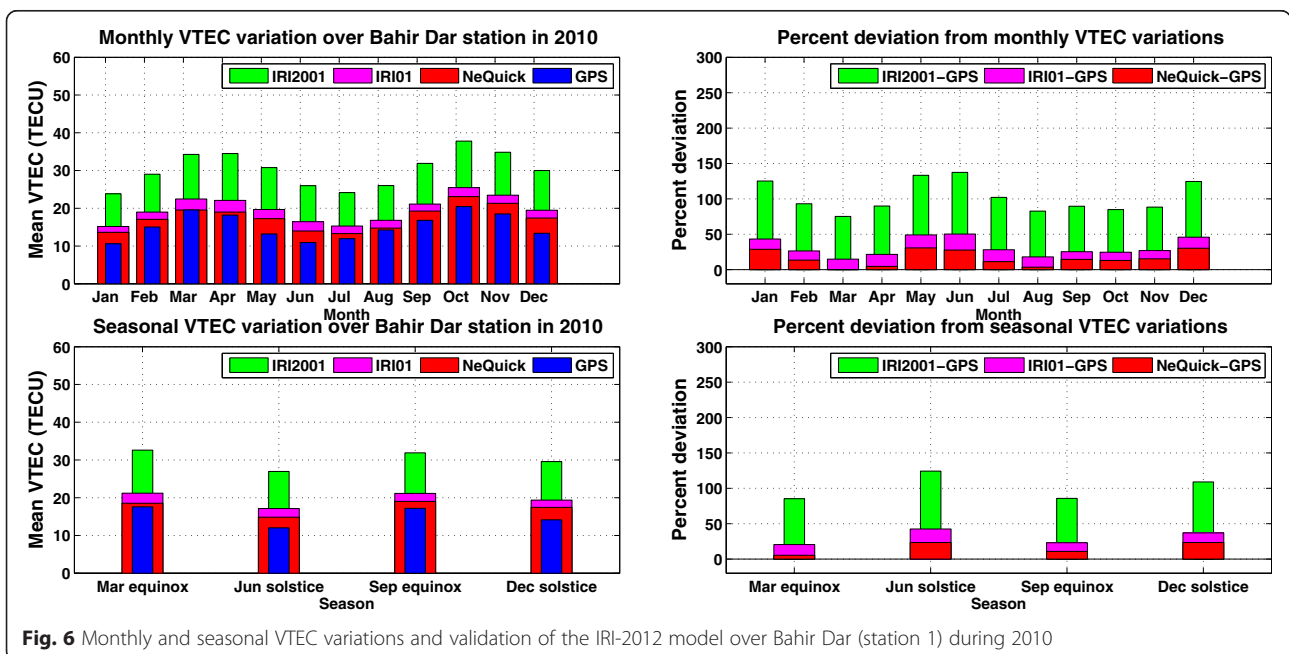 Monthly VTEC variation over Bahir Dar station in 2010
60
50
40
30
20
10
0
Mean VTEC (TECU)
IRI2001 IRI01 NeQuick GPS
Jan Feb Mar Apr May Jun Jul Aug Sep Oct Nov Dec
Month
Percent deviation from monthly VTEC variations
300
250
200
150
100
50
0
Percent deviation
IRI2001-GPS IRI01-GPS NeQuick-GPS
Jan Feb Mar Apr May Jun Jul Aug Sep Oct Nov Dec
Month
Seasonal VTEC variation over Bahir Dar station in 2010
60
50
40
30
20
10
0
Mean VTEC (TECU)
IRI2001 IRI01 NeQuick GPS
Mar equinox Jun solstice Sep equinox Dec solstice
Season
Percent deviation from seasonal VTEC variations
300
250
200
150
100
50
0
Percent deviation
IRI2001-GPS IRI01-GPS NeQuick-GPS
Mar equinox Jun solstice Sep equinox Dec solstice
Season
Fig. 6 Monthly and seasonal VTEC variations and validation of the IRI-2012 model over Bahir Dar (station 1) during 2010